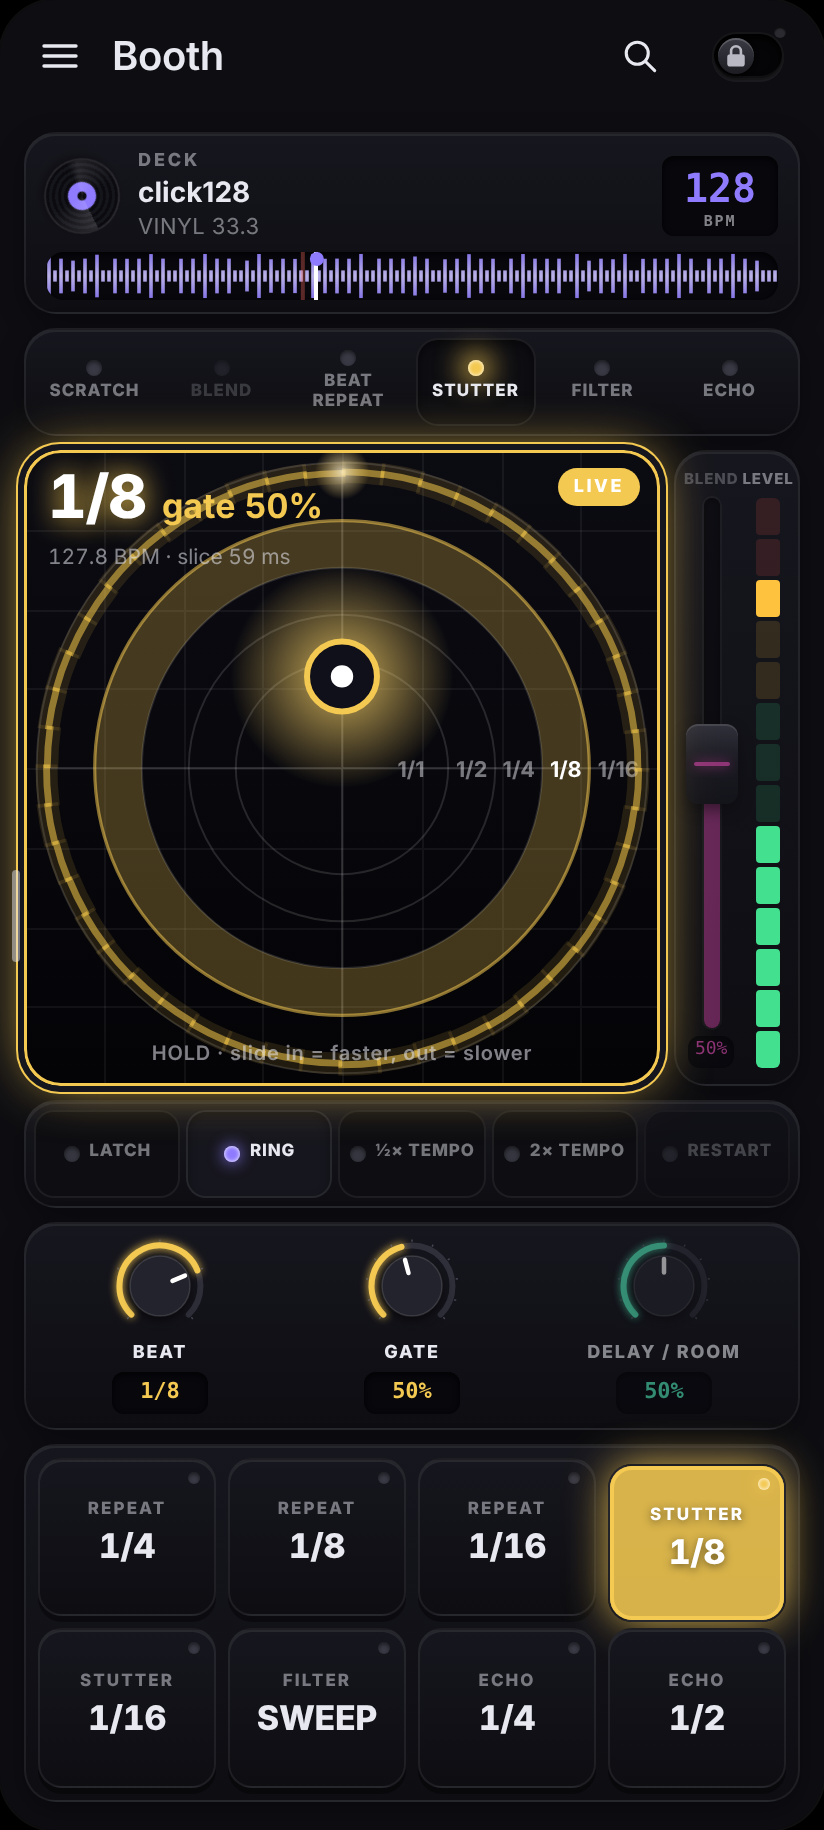 Booth
DECK
click128
VINYL 33.3
128
BPM
SCRATCH
BLEND
BEAT
REPEAT
STUTTER
FILTER
ECHO
1/8 gate 50%
LIVE
127.8 BPM · slice 59 ms
1/1 1/2 1/4 1/8 1/16
HOLD · slide in = faster, out = slower
BLEND LEVEL
50%
LATCH
RING
½× TEMPO
2× TEMPO
RESTART
BEAT
1/8
GATE
50%
DELAY / ROOM
50%
REPEAT
1/4
REPEAT
1/8
REPEAT
1/16
STUTTER
1/8
STUTTER
1/16
FILTER
SWEEP
ECHO
1/4
ECHO
1/2